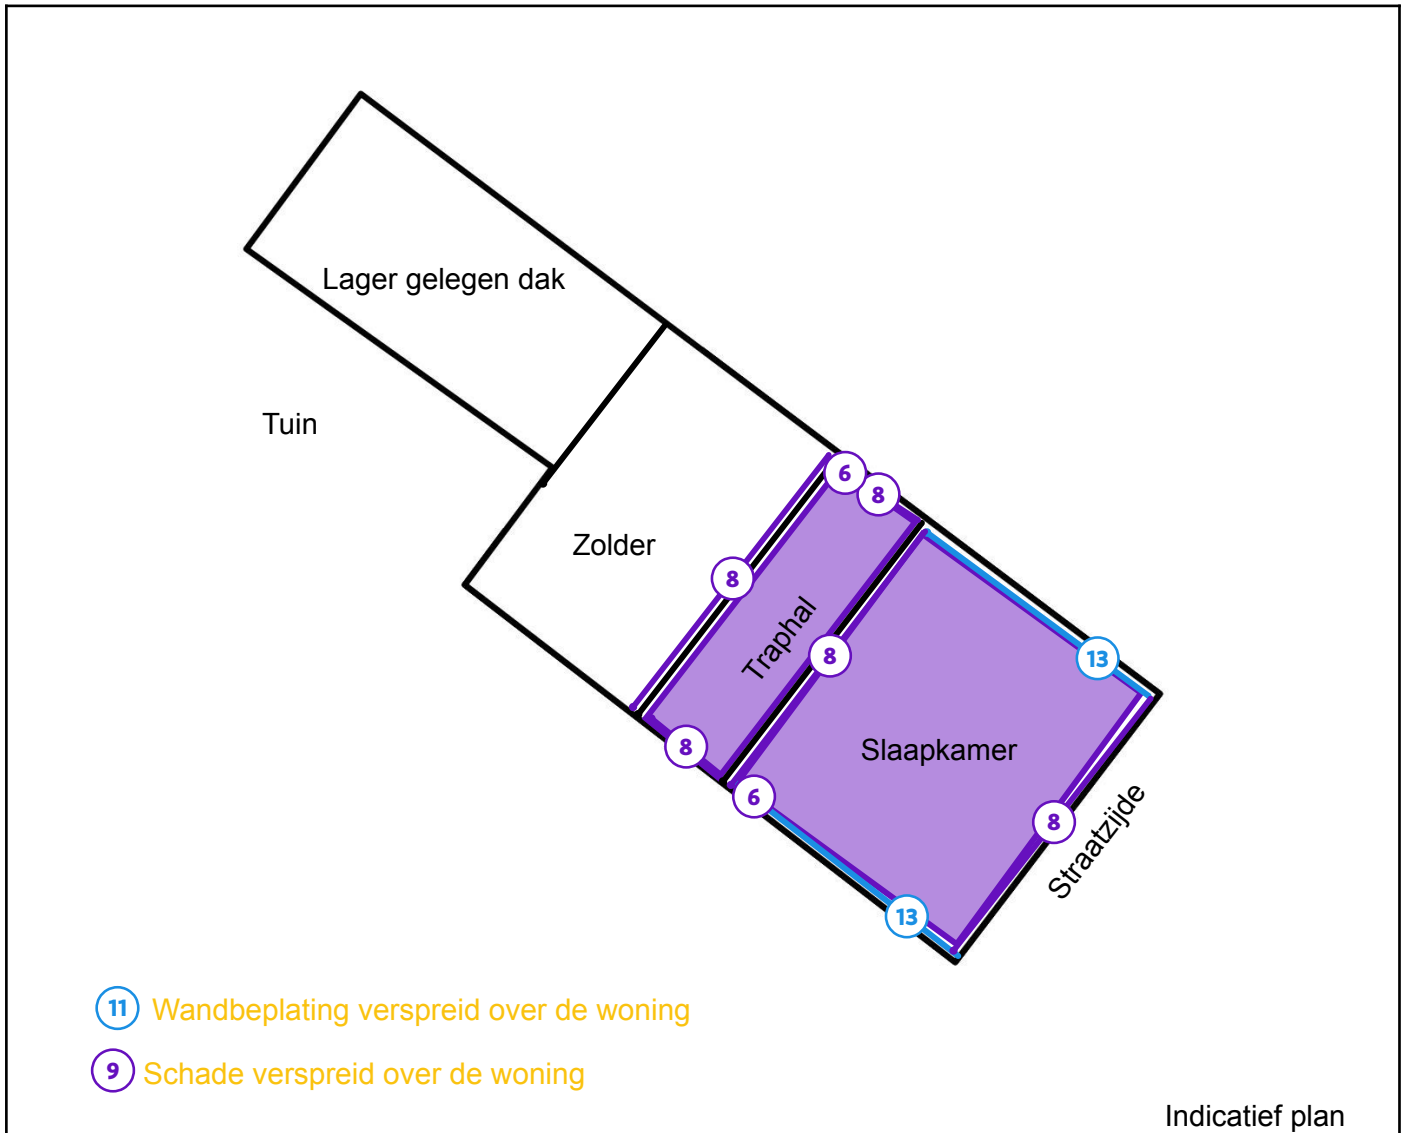 Lager gelegen dak
Tuin
6
8
Zolder
8
Traphal
8
13
8
Slaapkamer
6
8
Straatzijde
13
11 Wandbeplating verspreid over de woning
9 Schade verspreid over de woning
Indicatief plan